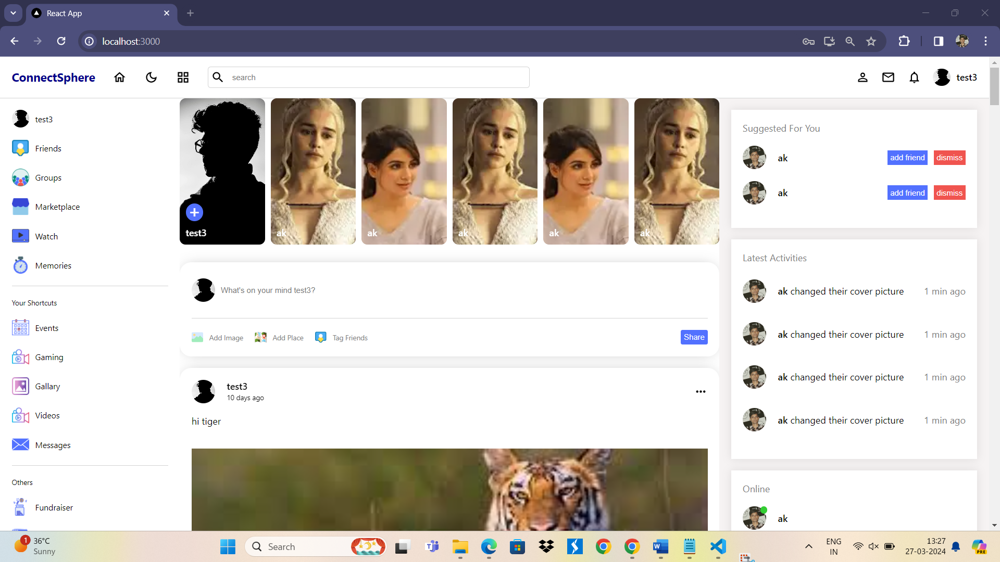 React App
localhost:3000
ConnectSphere
search
test3
test3
Friends
Groups
Marketplace
Watch
Memories
Your Shortcuts
Events
Gaming
Gallary
Videos
Messages
Others
Fundraiser
test3
ak
ak
ak
ak
ak
What's on your mind test3?
Add Image
Add Place
Tag Friends
Share
test3
10 days ago
hi tiger
Suggested For You
ak
add friend
dismiss
ak
add friend
dismiss
Latest Activities
ak changed their cover picture
1 min ago
ak changed their cover picture
1 min ago
ak changed their cover picture
1 min ago
ak changed their cover picture
1 min ago
Online
ak
1
36°C
Sunny
Search
ENG
IN
13:27
27-03-2024
PRE